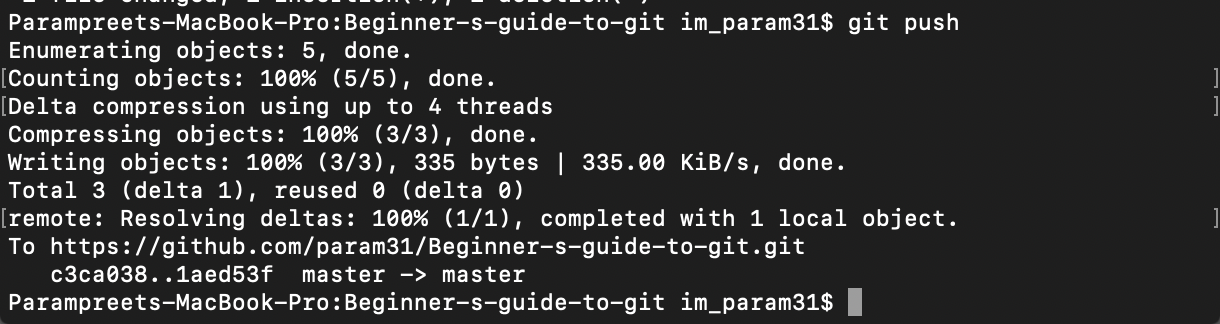 Parampreets-MacBook-Pro:Beginner-s-guide-to-git im_param31$ git push
Enumerating objects: 5, done.
[Counting objects: 100% (5/5), done. ]
[Delta compression using up to 4 threads ]
Compressing objects: 100% (3/3), done.
Writing objects: 100% (3/3), 335 bytes | 335.00 KiB/s, done.
Total 3 (delta 1), reused 0 (delta 0)
[remote: Resolving deltas: 100% (1/1), completed with 1 local object. ]
To https://github.com/param31/Beginner-s-guide-to-git.git
c3ca038..1aed53f master -> master
Parampreets-MacBook-Pro:Beginner-s-guide-to-git im_param31$